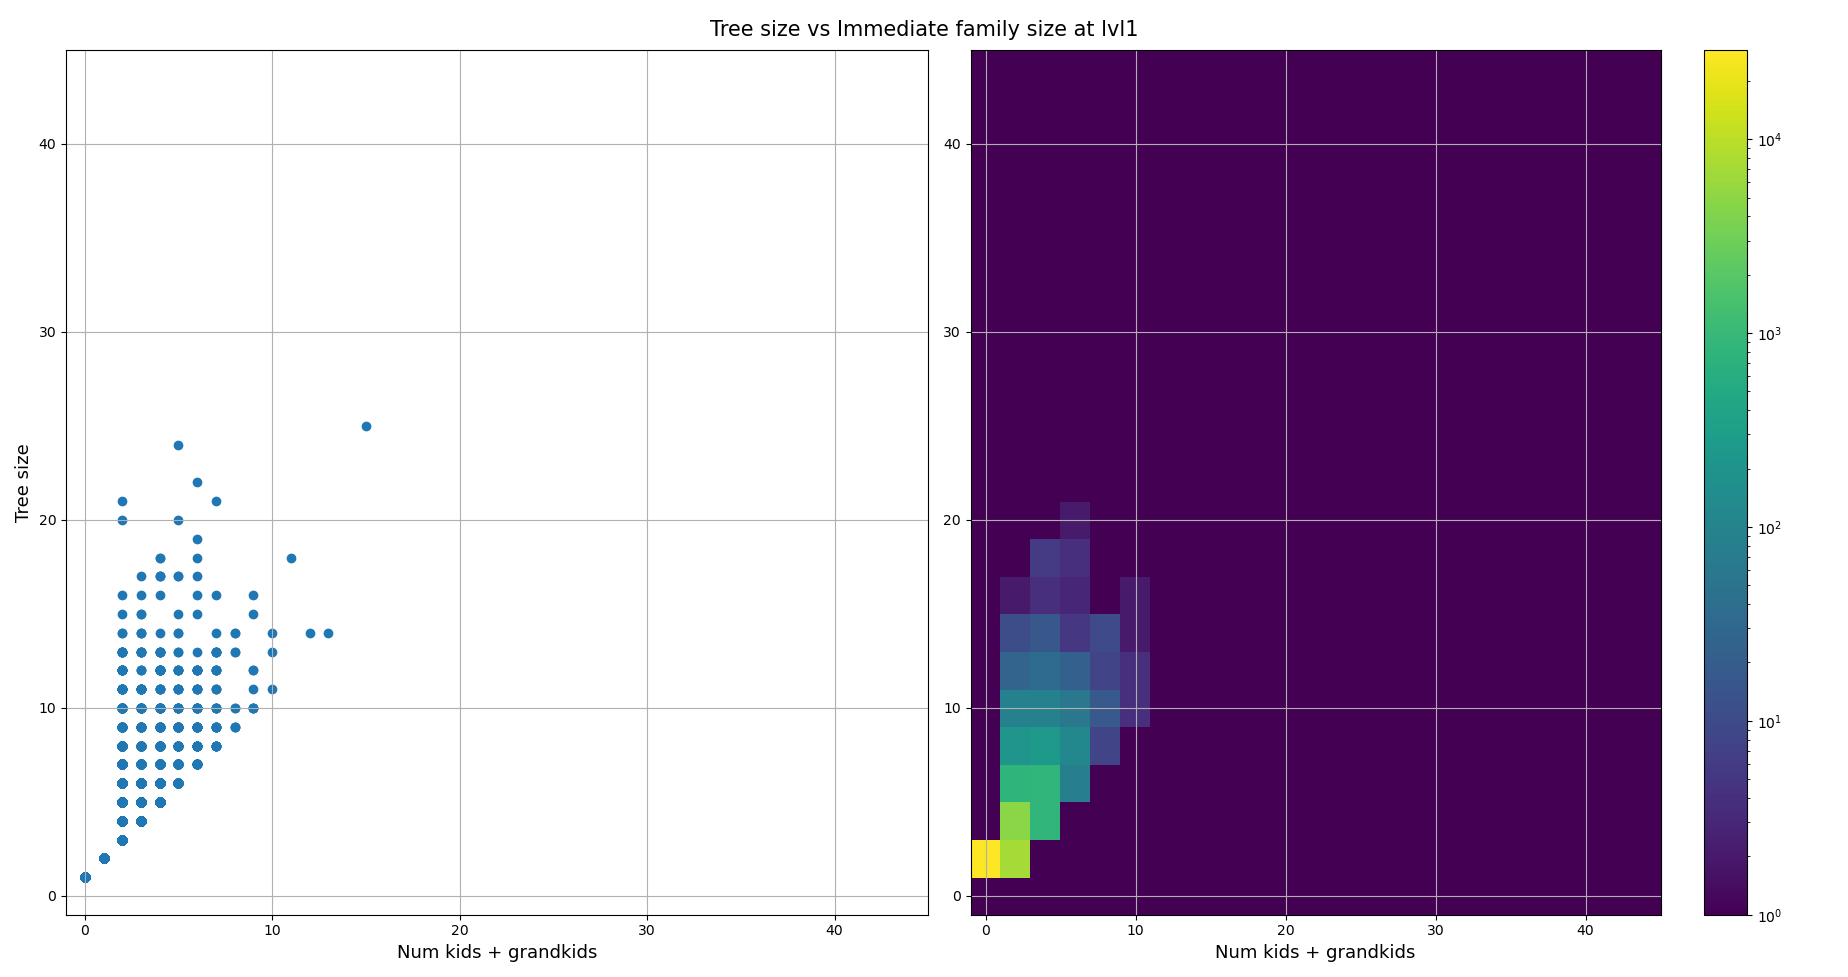 Tree size vs Immediate family size at lvl1
Tree size
40
30
20
10
0
0 10 20 30 40
Num kids + grandkids
40
30
20
10
0
0 10 20 30 40
Num kids + grandkids
10⁴
10³
10²
10¹
10⁰